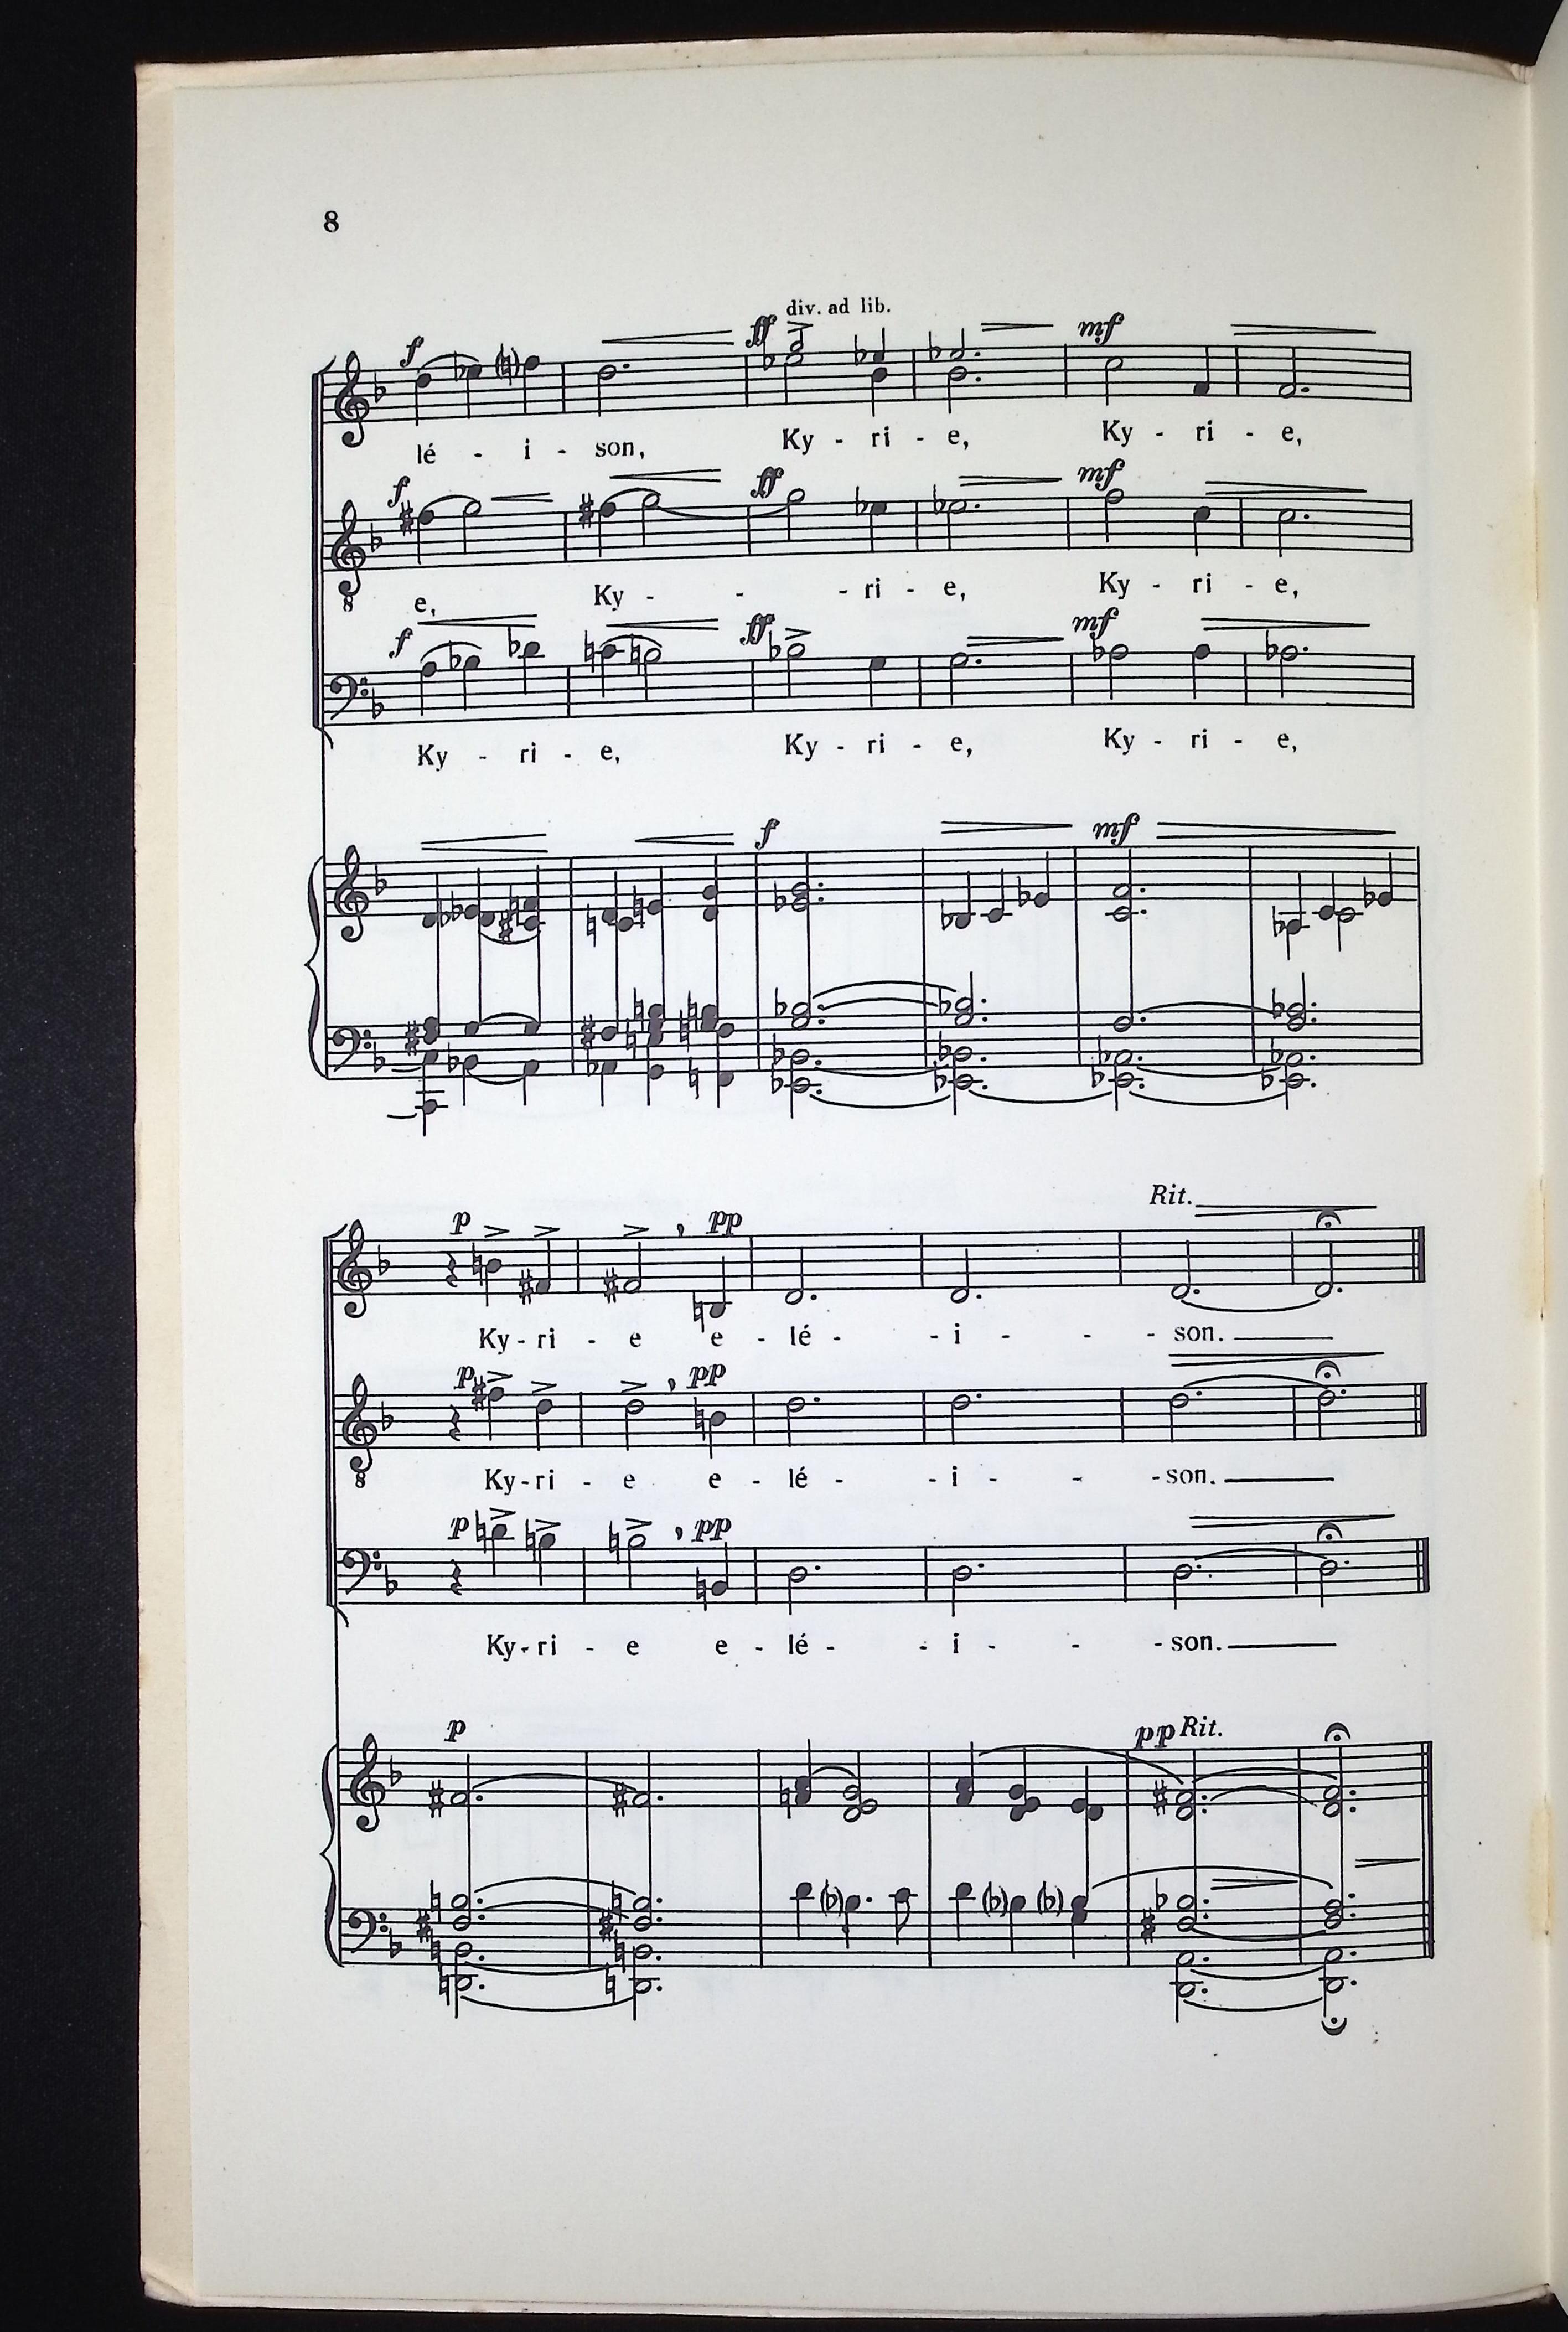 8
div. ad lib.
f ff mf
lé - i - son, Ky - ri - e, Ky - ri - e,
f ff mf
8
e, Ky - - - ri - e, Ky - ri - e,
f ff mf
Ky - ri - e, Ky - ri - e, Ky - ri - e,
f mf
Rit.
p pp
Ky - ri - e e - lé - - i - - - son.
p pp
8
Ky - ri - e e - lé - - i - - - son.
p pp
Ky - ri - e e - lé - - i - - - son.
p pp Rit.